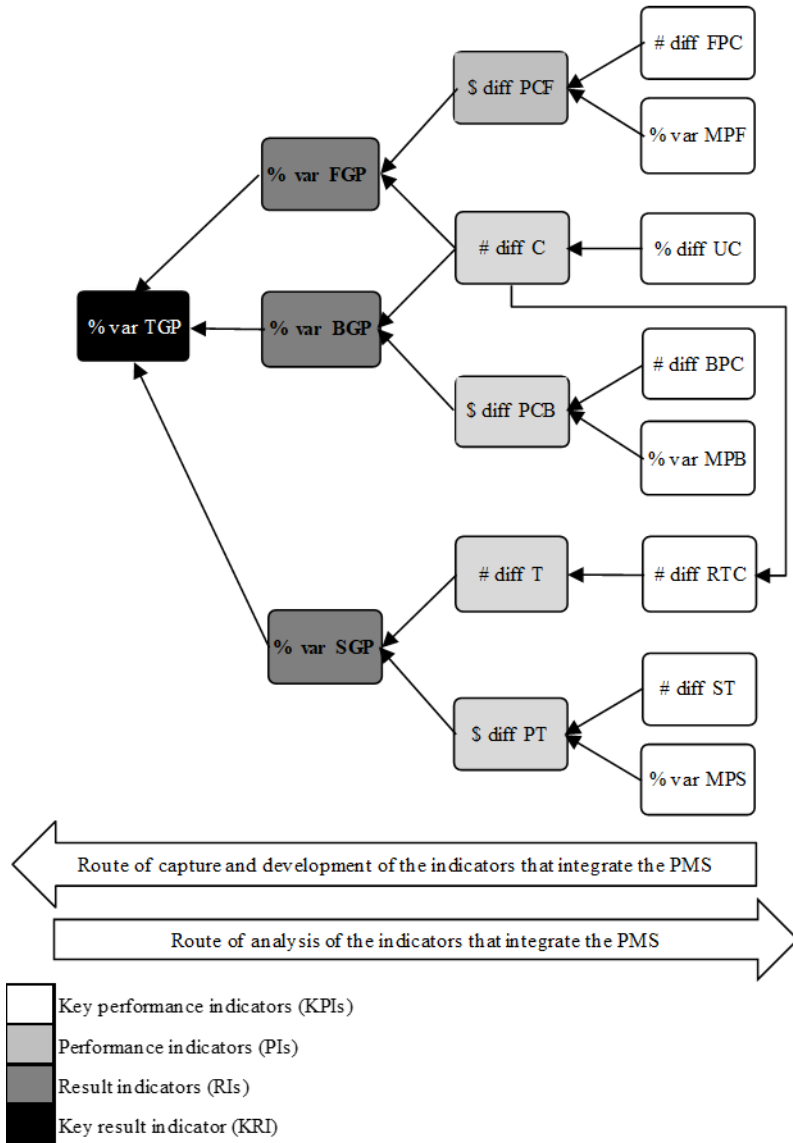 # diff FPC
$ diff PCF
% var MPF
% var FGP
# diff C
% diff UC
% var TGP
% var BGP
# diff BPC
$ diff PCB
% var MPB
# diff T
# diff RTC
% var SGP
# diff ST
$ diff PT
% var MPS
Route of capture and development of the indicators that integrate the PMS
Route of analysis of the indicators that integrate the PMS
Key performance indicators (KPIs)
Performance indicators (PIs)
Result indicators (RIs)
Key result indicator (KRI)